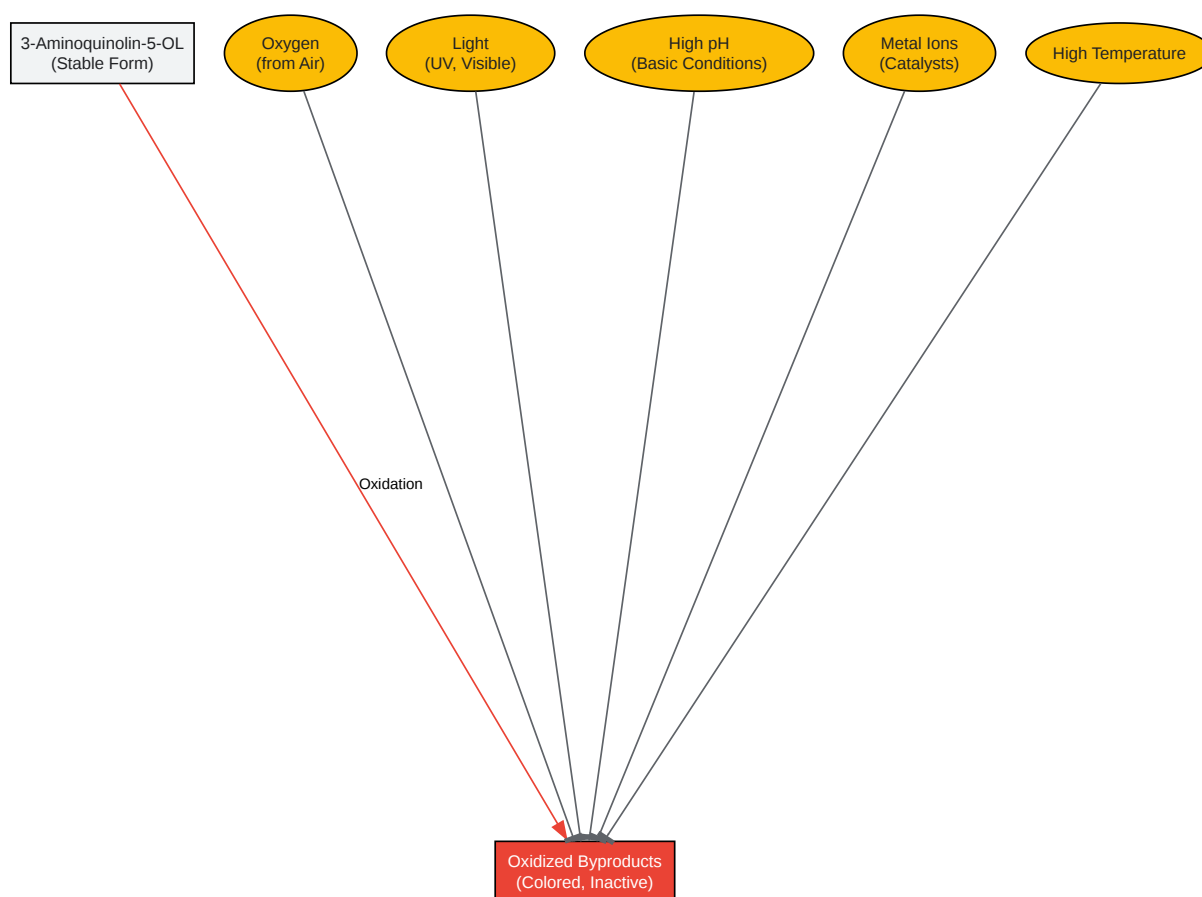 3-Aminoquinolin-5-OL
(Stable Form)
Oxygen
(from Air)
Light
(UV, Visible)
High pH
(Basic Conditions)
Metal Ions
(Catalysts)
High Temperature
Oxidation
Oxidized Byproducts
(Colored, Inactive)